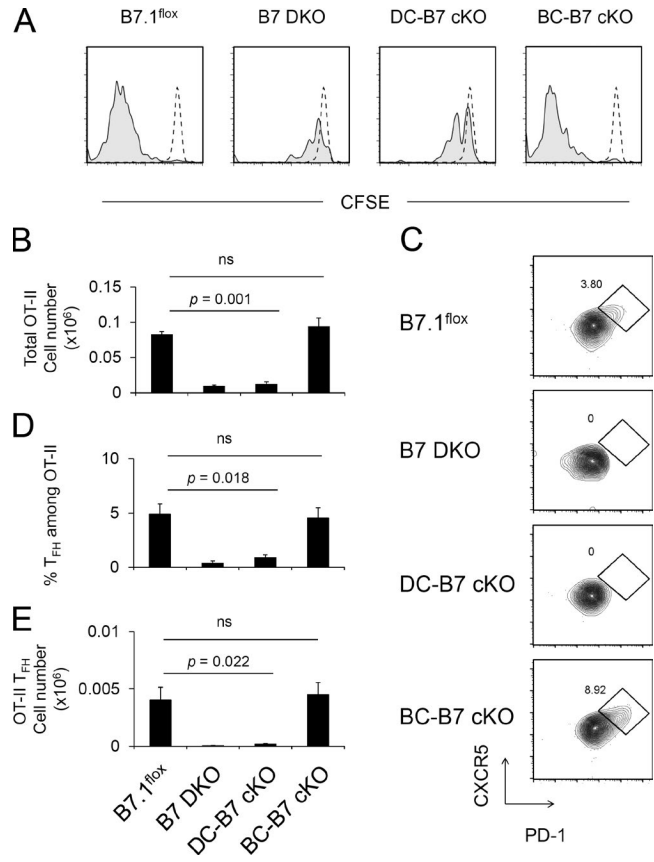 A
B7.1flox B7 DKO DC-B7 cKO BC-B7 cKO
CFSE
B
Total OT-II
Cell number
(x10⁶)
0.15
0.1
0.05
0
ns
p = 0.001
D
% TFH among OT-II
10
5
0
ns
p = 0.018
E
OT-II TFH
Cell number
(x10⁶)
0.01
0.005
0
ns
p = 0.022
B7.1flox
B7 DKO
DC-B7 cKO
BC-B7 cKO
C
B7.1flox
3.80
B7 DKO
0
DC-B7 cKO
0
BC-B7 cKO
8.92
CXCR5
PD-1